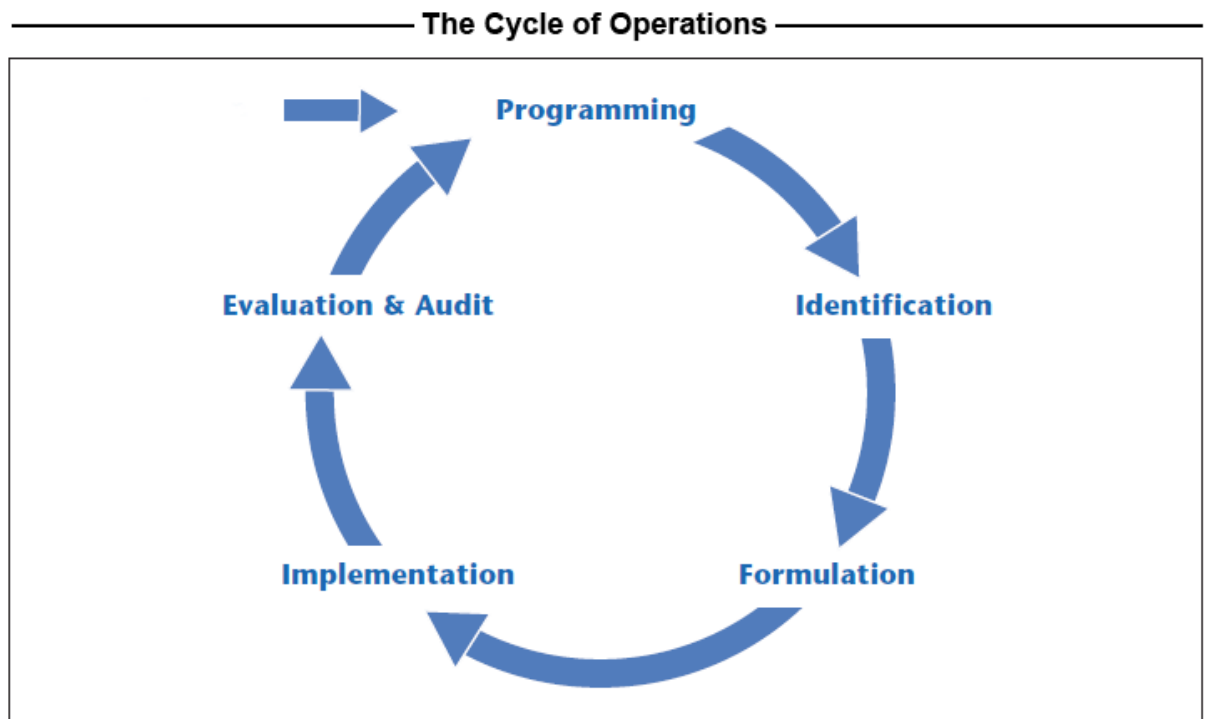 The Cycle of Operations
Programming
Identification
Formulation
Implementation
Evaluation & Audit